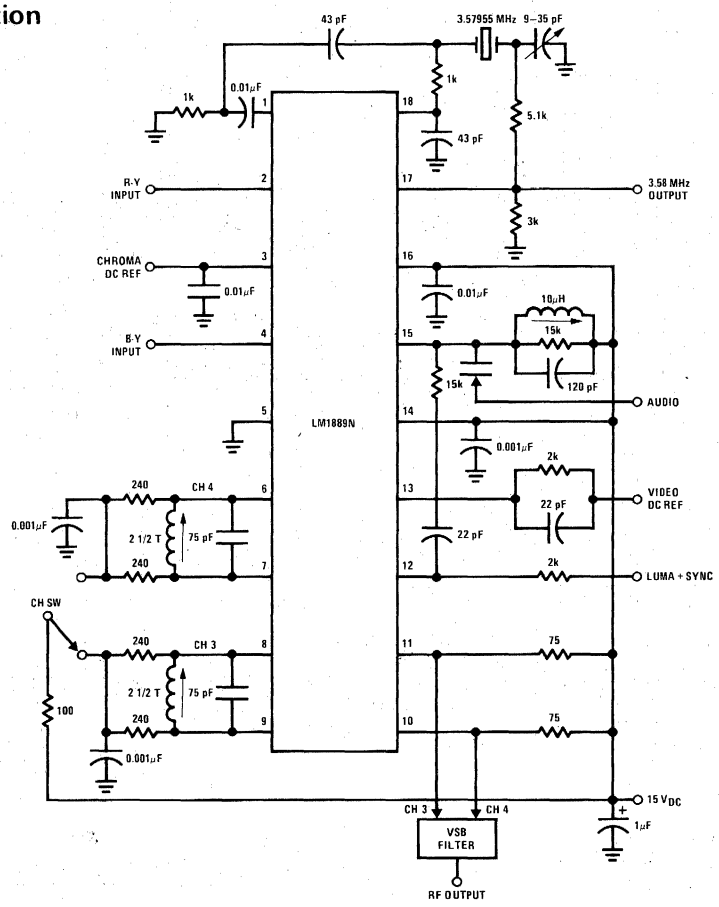 tion
43 pF
3.57955 MHz
9–35 pF
1k
0.01μF
1
1k
18
43 pF
5.1k
R-Y
INPUT
2
17
3.58 MHz
OUTPUT
3k
CHROMA
DC REF
3
0.01μF
16
0.01μF
10μH
15k
120 pF
B-Y
INPUT
4
15
15k
AUDIO
5
LM1889N
14
0.001μF
2k
240
CH 4
6
13
22 pF
VIDEO
DC REF
0.001μF
2 1/2 T
75 pF
22 pF
240
7
12
2k
LUMA + SYNC
CH SW
240
CH 3
8
11
75
100
2 1/2 T
75 pF
240
9
10
75
0.001μF
15 VDC
+
1μF
CH 3
CH 4
VSB
FILTER
RF OUTPUT